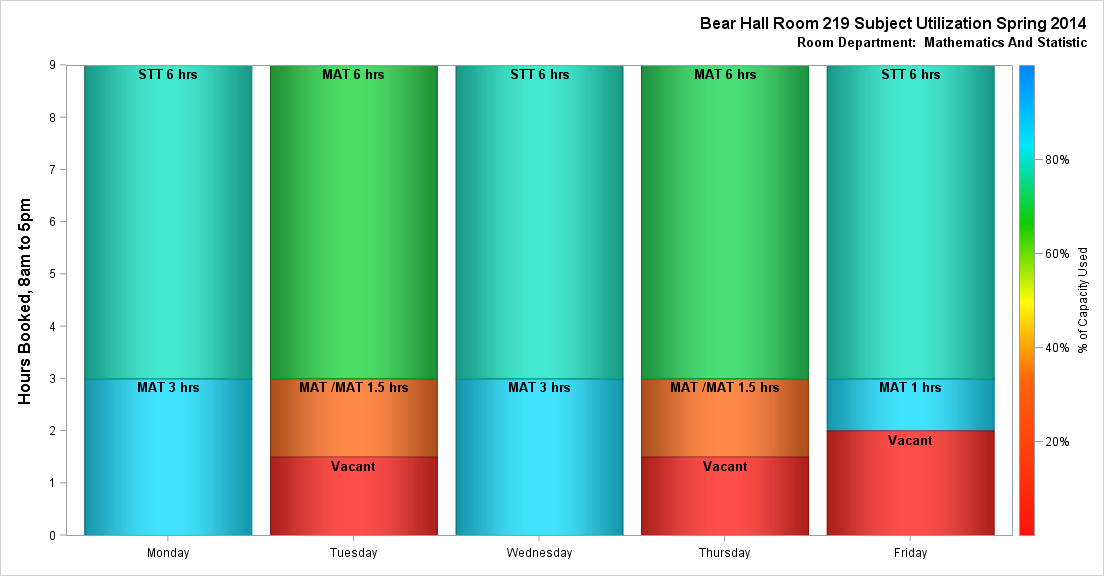 Bear Hall Room 219 Subject Utilization Spring 2014
Room Department:  Mathematics And Statistic
Hours Booked, 8am to 5pm
9
8
7
6
5
4
3
2
1
0
STT 6 hrs
MAT 3 hrs
MAT 6 hrs
MAT /MAT 1.5 hrs
Vacant
STT 6 hrs
MAT 3 hrs
MAT 6 hrs
MAT /MAT 1.5 hrs
Vacant
STT 6 hrs
MAT 1 hrs
Vacant
Monday
Tuesday
Wednesday
Thursday
Friday
80%
60%
40%
20%
% of Capacity Used